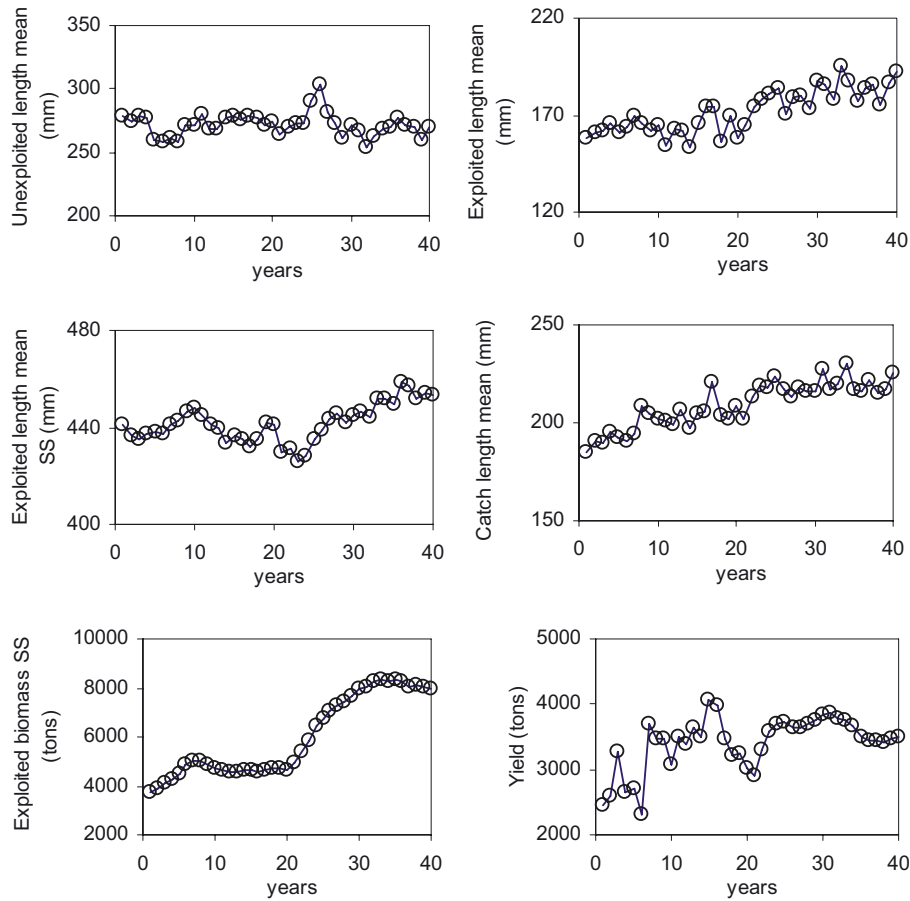 Unexploited length mean
(mm)
350
300
250
200
0 10 20 30 40
years
Exploited length mean
(mm)
220
170
120
0 10 20 30 40
years
Exploited length mean
SS (mm)
480
440
400
0 10 20 30 40
years
Catch length mean (mm)
250
200
150
0 10 20 30 40
years
Exploited biomass SS
(tons)
10000
8000
6000
4000
2000
0 10 20 30 40
years
Yield (tons)
5000
4000
3000
2000
0 10 20 30 40
years